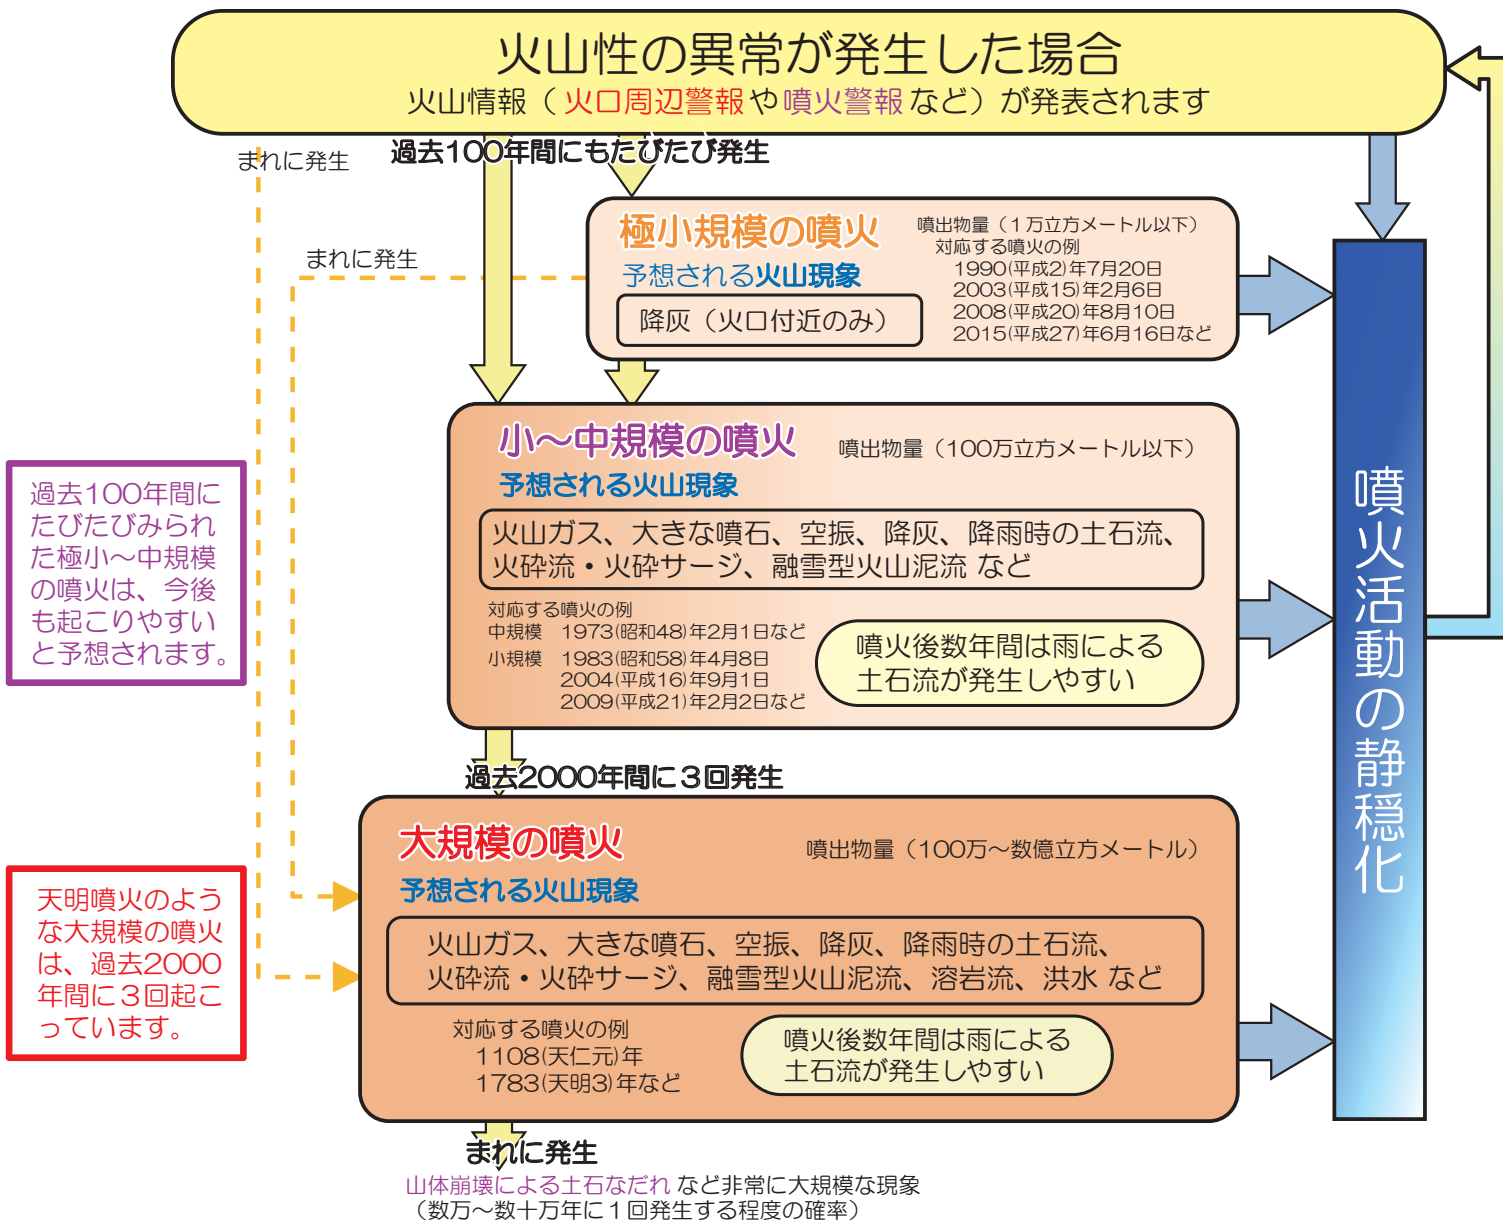 火山性の異常が発生した場合
火山情報（火口周辺警報や噴火警報など）が発表されます
まれに発生
過去100年間にもたびたび発生
極小規模の噴火
噴出物量（1万立方メートル以下）
対応する噴火の例
1990(平成2)年7月20日
2003(平成15)年2月6日
2008(平成20)年8月10日
2015(平成27)年6月16日など
予想される火山現象
降灰（火口付近のみ）
まれに発生
小～中規模の噴火
噴出物量（100万立方メートル以下）
予想される火山現象
火山ガス、大きな噴石、空振、降灰、降雨時の土石流、
火砕流・火砕サージ、融雪型火山泥流 など
対応する噴火の例
中規模 1973(昭和48)年2月1日など
小規模 1983(昭和58)年4月8日
2004(平成16)年9月1日
2009(平成21)年2月2日など
噴火後数年間は雨による
土石流が発生しやすい
過去100年間に
たびたびみられ
た極小～中規模
の噴火は、今後
も起こりやすい
と予想されます。
噴火活動の静穏化
過去2000年間に３回発生
大規模の噴火
噴出物量（100万～数億立方メートル）
予想される火山現象
火山ガス、大きな噴石、空振、降灰、降雨時の土石流、
火砕流・火砕サージ、融雪型火山泥流、溶岩流、洪水 など
対応する噴火の例
1108(天仁元)年
1783(天明3)年など
噴火後数年間は雨による
土石流が発生しやすい
天明噴火のよう
な大規模の噴火
は、過去2000
年間に３回起こ
っています。
まれに発生
山体崩壊による土石なだれ など非常に大規模な現象
（数万～数十万年に１回発生する程度の確率）